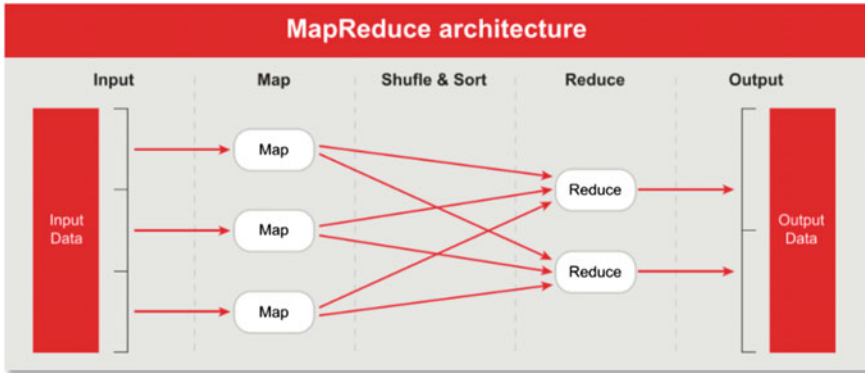 MapReduce architecture
Input Map Shufle & Sort Reduce Output
Input
Data
Map
Map
Map
Reduce
Reduce
Output
Data